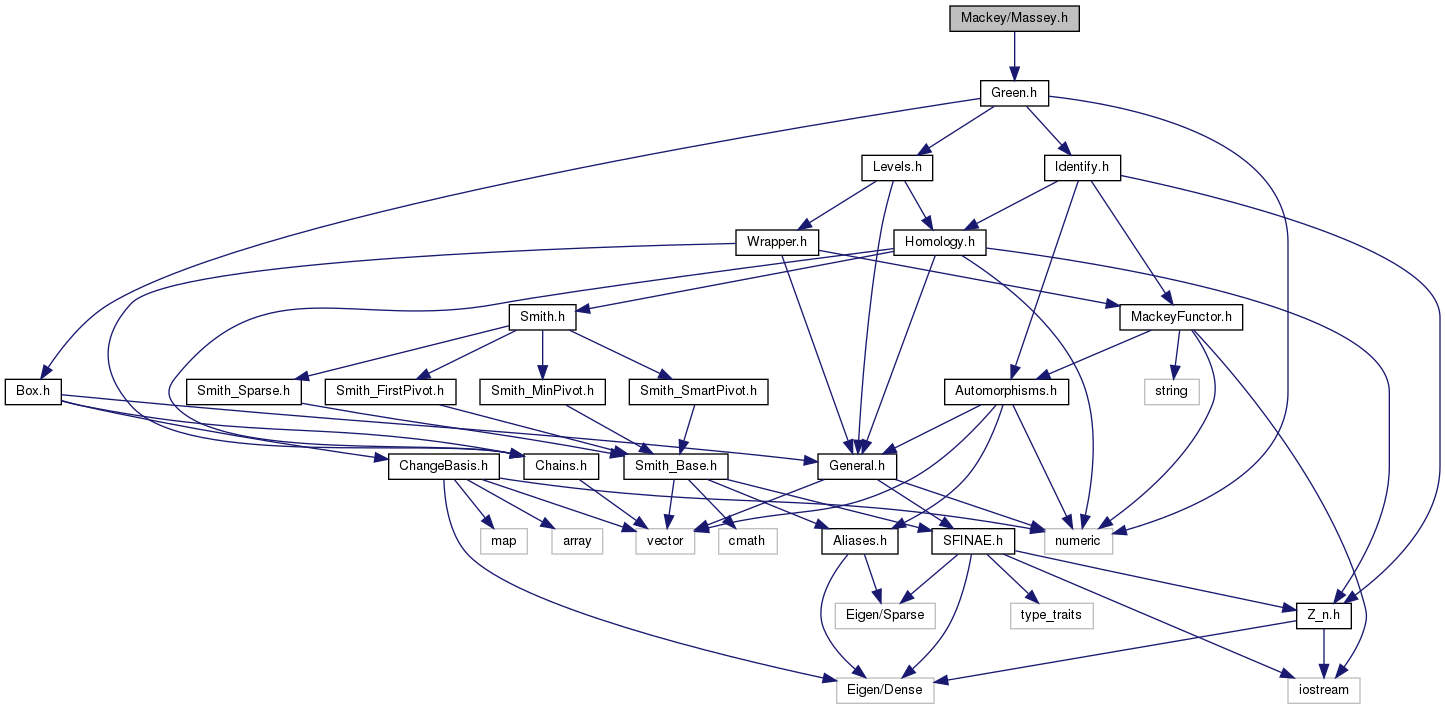 Mackey/Massey.h
Green.h
Levels.h
Identify.h
Wrapper.h
Homology.h
Smith.h
MackeyFunctor.h
Box.h
Smith_Sparse.h
Smith_FirstPivot.h
Smith_MinPivot.h
Smith_SmartPivot.h
Automorphisms.h
string
ChangeBasis.h
Chains.h
Smith_Base.h
General.h
map
array
vector
cmath
Aliases.h
SFINAE.h
numeric
Eigen/Sparse
type_traits
Z_n.h
Eigen/Dense
iostream